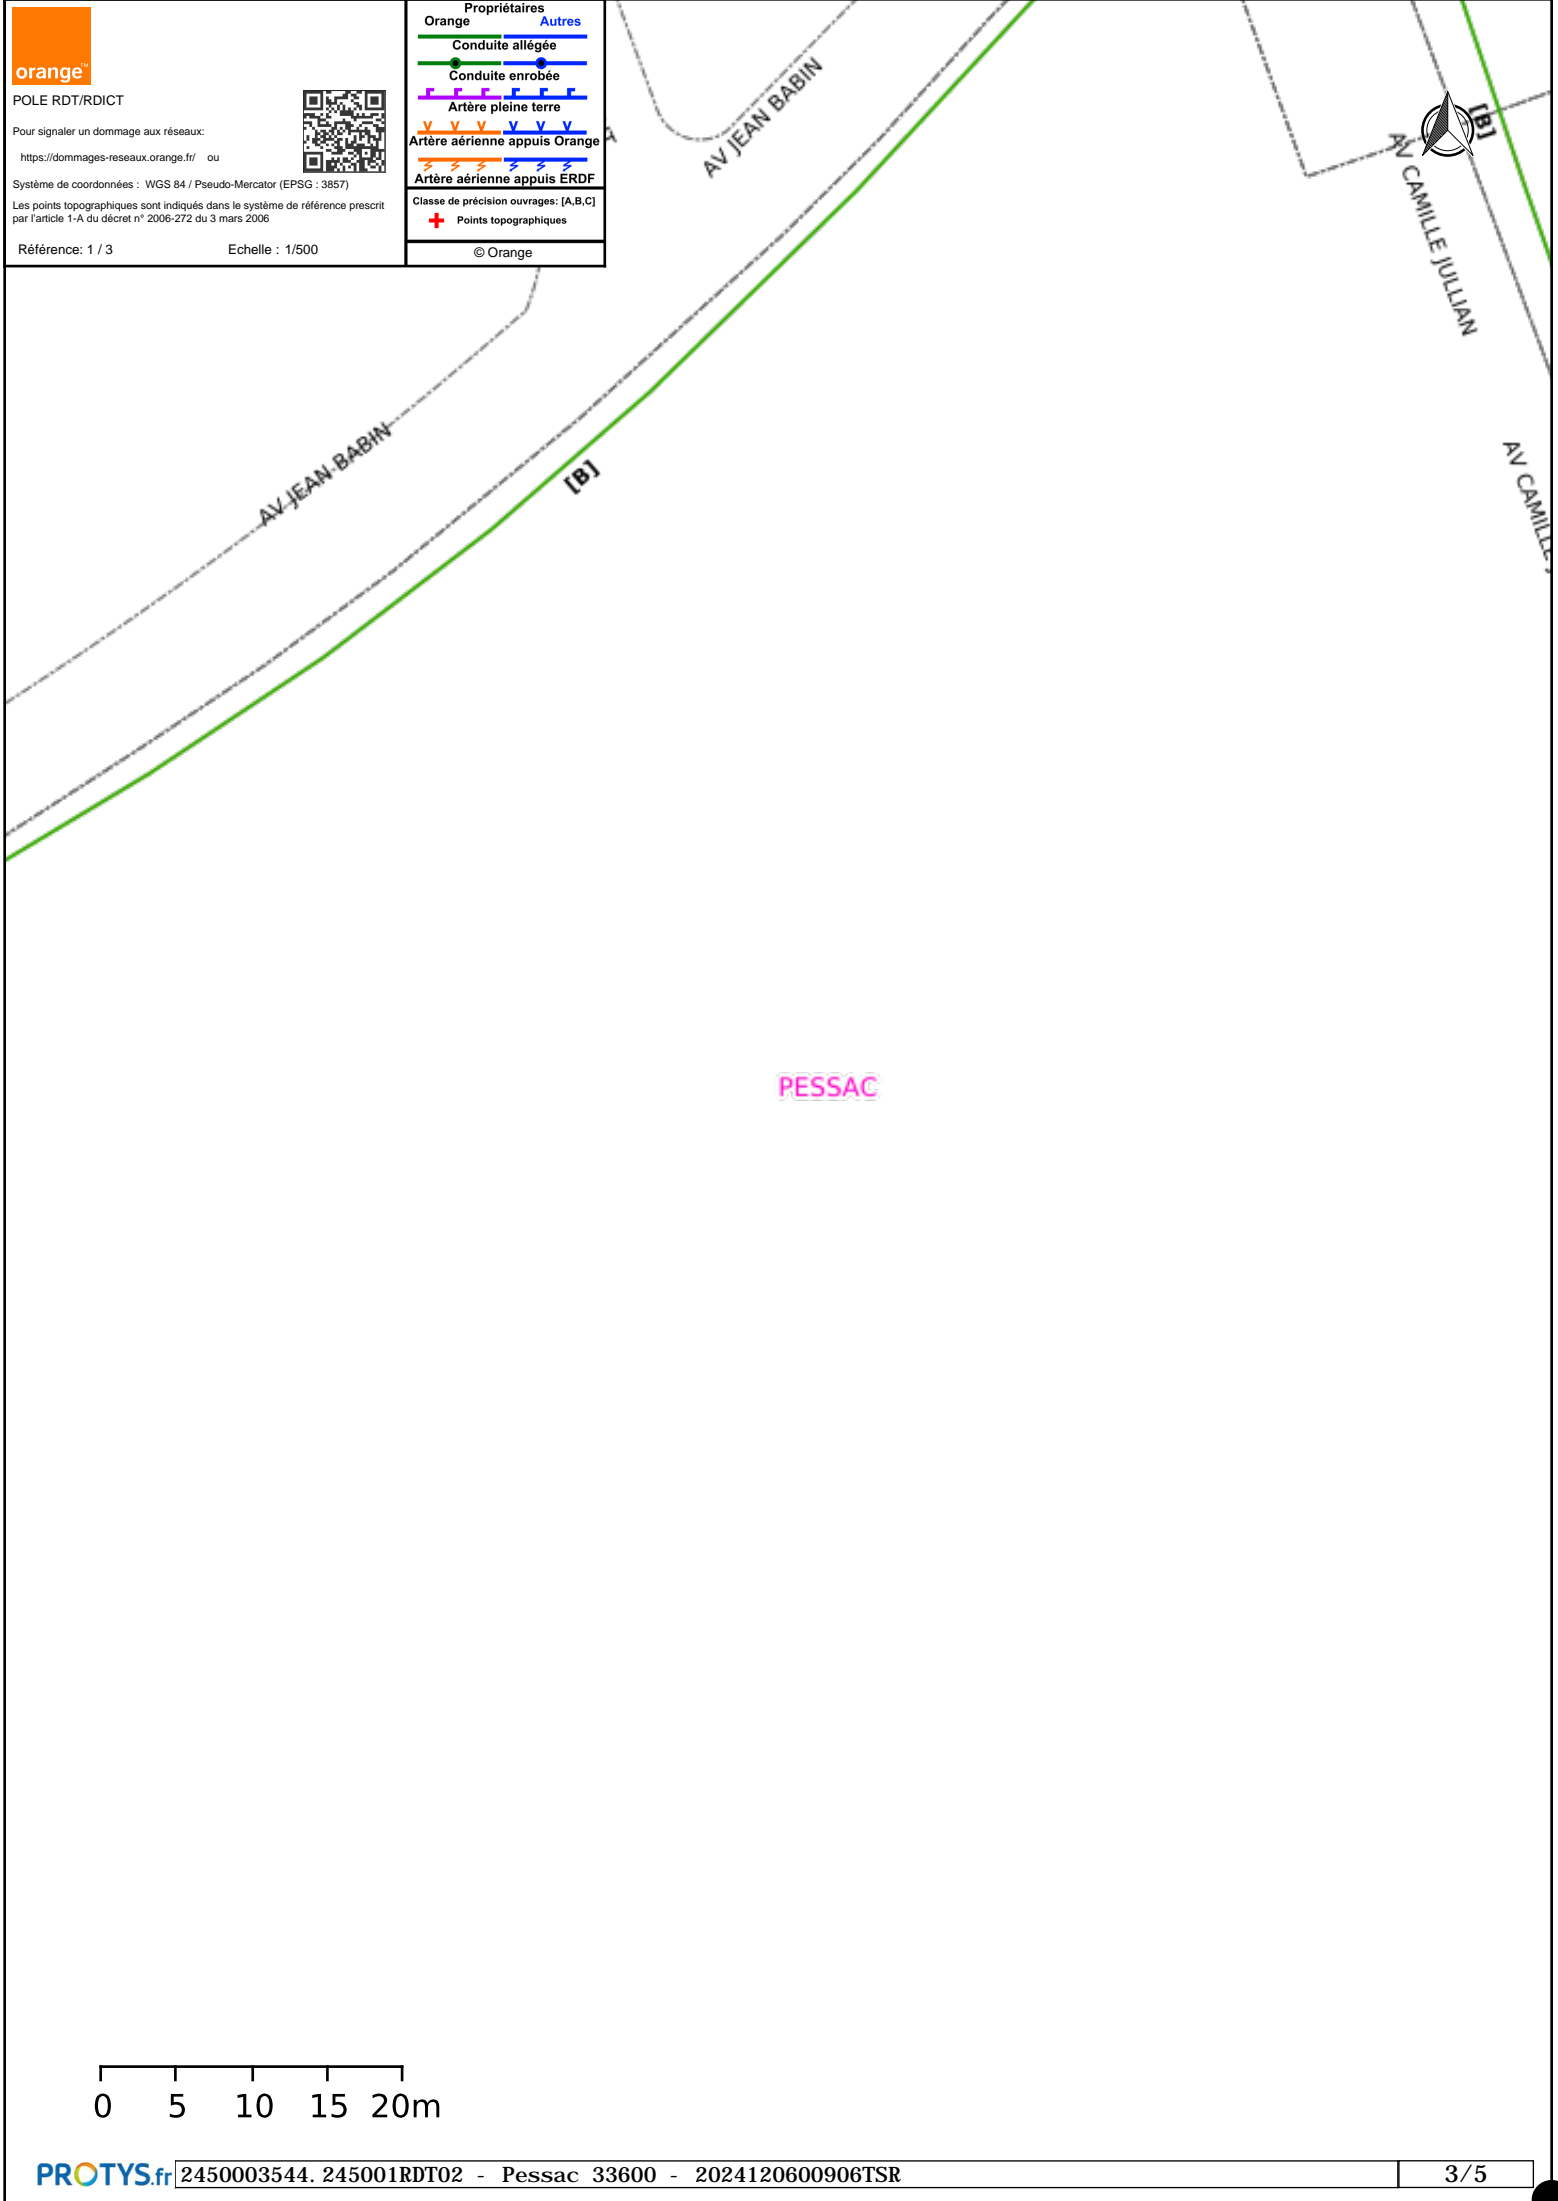 orange™
POLE RDT/RDICT
Pour signaler un dommage aux réseaux:
https://dommages-reseaux.orange.fr/ ou
Système de coordonnées : WGS 84 / Pseudo-Mercator (EPSG : 3857)
Les points topographiques sont indiqués dans le système de référence prescrit
par l'article 1-A du décret n° 2006-272 du 3 mars 2006
Référence: 1 / 3 Echelle : 1/500
Propriétaires
Orange Autres
Conduite allégée
Conduite enrobée
Artère pleine terre
Artère aérienne appuis Orange
Artère aérienne appuis ERDF
Classe de précision ouvrages: [A,B,C]
Points topographiques
© Orange
AV JEAN BABIN
[B]
AV CAMILLE JULLIAN
AV JEAN BABIN
[B]
AV CAMILLE
PESSAC
0 5 10 15 20m
PROTYS.fr 2450003544.245001RDT02 - Pessac 33600 - 2024120600906TSR 3/5